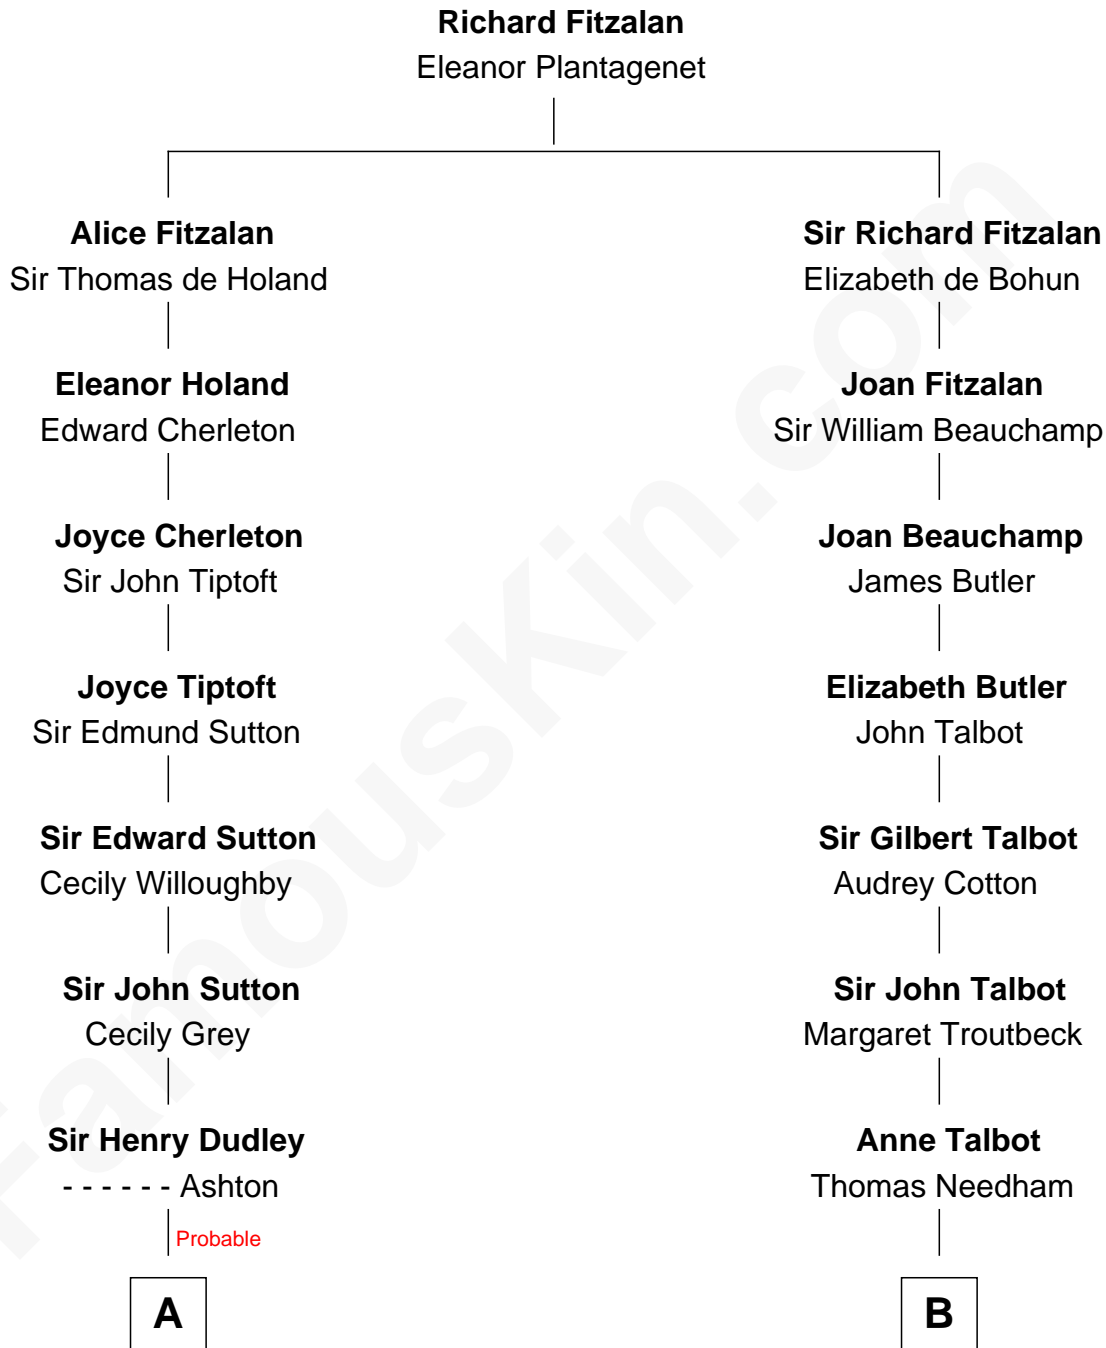 Richard Fitzalan
Eleanor Plantagenet
Alice Fitzalan
Sir Thomas de Holand
Sir Richard Fitzalan
Elizabeth de Bohun
Eleanor Holand
Edward Cherleton
Joan Fitzalan
Sir William Beauchamp
Joyce Cherleton
Sir John Tiptoft
Joan Beauchamp
James Butler
Joyce Tiptoft
Sir Edmund Sutton
Elizabeth Butler
John Talbot
Sir Edward Sutton
Cecily Willoughby
Sir Gilbert Talbot
Audrey Cotton
Sir John Sutton
Cecily Grey
Sir John Talbot
Margaret Troutbeck
Sir Henry Dudley
- - - - - - Ashton
Anne Talbot
Thomas Needham
Probable
A
B
FamousKin.com